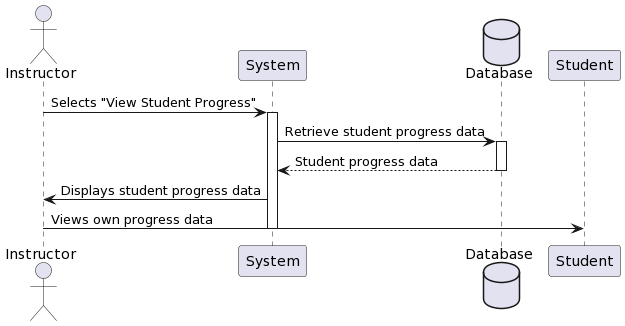 Instructor
System
Database
Student
Selects "View Student Progress"
Retrieve student progress data
Student progress data
Displays student progress data
Views own progress data
Instructor
System
Database
Student